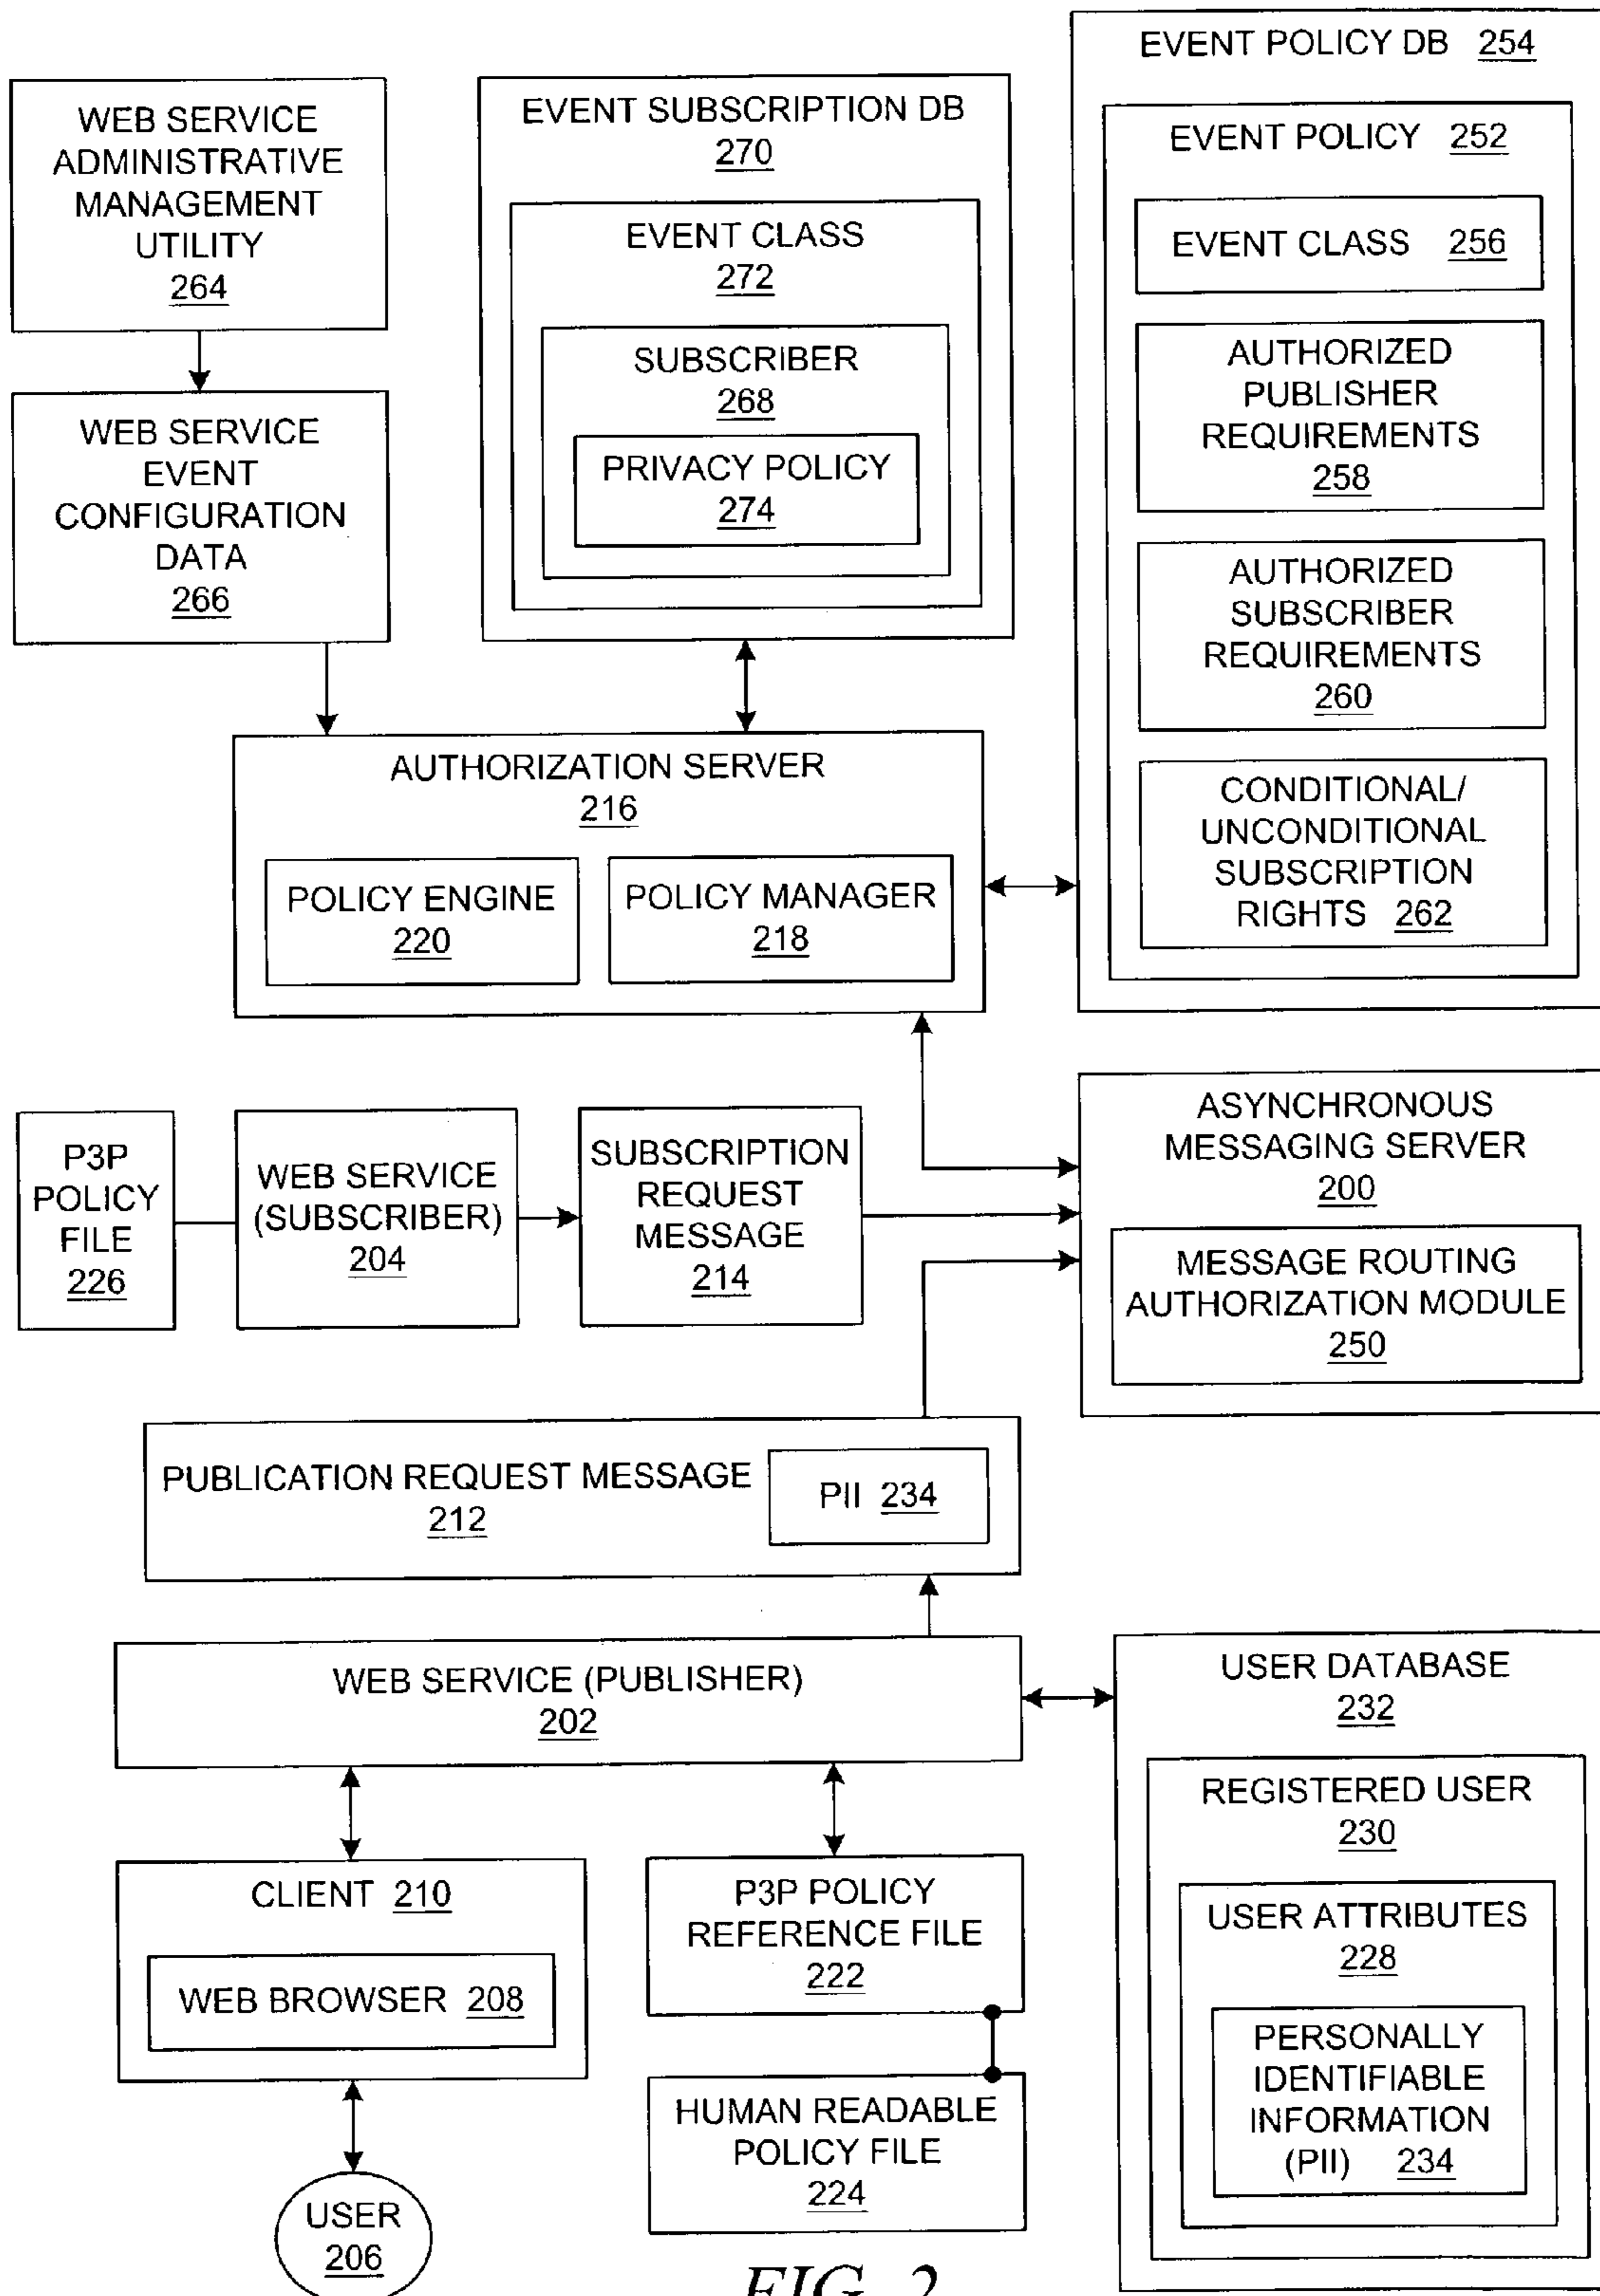 EVENT POLICY DB 254
EVENT POLICY 252
EVENT CLASS 256
AUTHORIZED
PUBLISHER
REQUIREMENTS
258
AUTHORIZED
SUBSCRIBER
REQUIREMENTS
260
CONDITIONAL/
UNCONDITIONAL
SUBSCRIPTION
RIGHTS 262
WEB SERVICE
ADMINISTRATIVE
MANAGEMENT
UTILITY
264
EVENT SUBSCRIPTION DB
270
EVENT CLASS
272
SUBSCRIBER
268
PRIVACY POLICY
274
WEB SERVICE
EVENT
CONFIGURATION
DATA
266
AUTHORIZATION SERVER
216
POLICY ENGINE
220
POLICY MANAGER
218
P3P
POLICY
FILE
226
WEB SERVICE
(SUBSCRIBER)
204
SUBSCRIPTION
REQUEST
MESSAGE
214
ASYNCHRONOUS
MESSAGING SERVER
200
MESSAGE ROUTING
AUTHORIZATION MODULE
250
PUBLICATION REQUEST MESSAGE
212
PII 234
WEB SERVICE (PUBLISHER)
202
USER DATABASE
232
REGISTERED USER
230
USER ATTRIBUTES
228
PERSONALLY
IDENTIFIABLE
INFORMATION
(PII) 234
CLIENT 210
WEB BROWSER 208
P3P POLICY
REFERENCE FILE
222
HUMAN READABLE
POLICY FILE
224
USER
206
FIG. 2